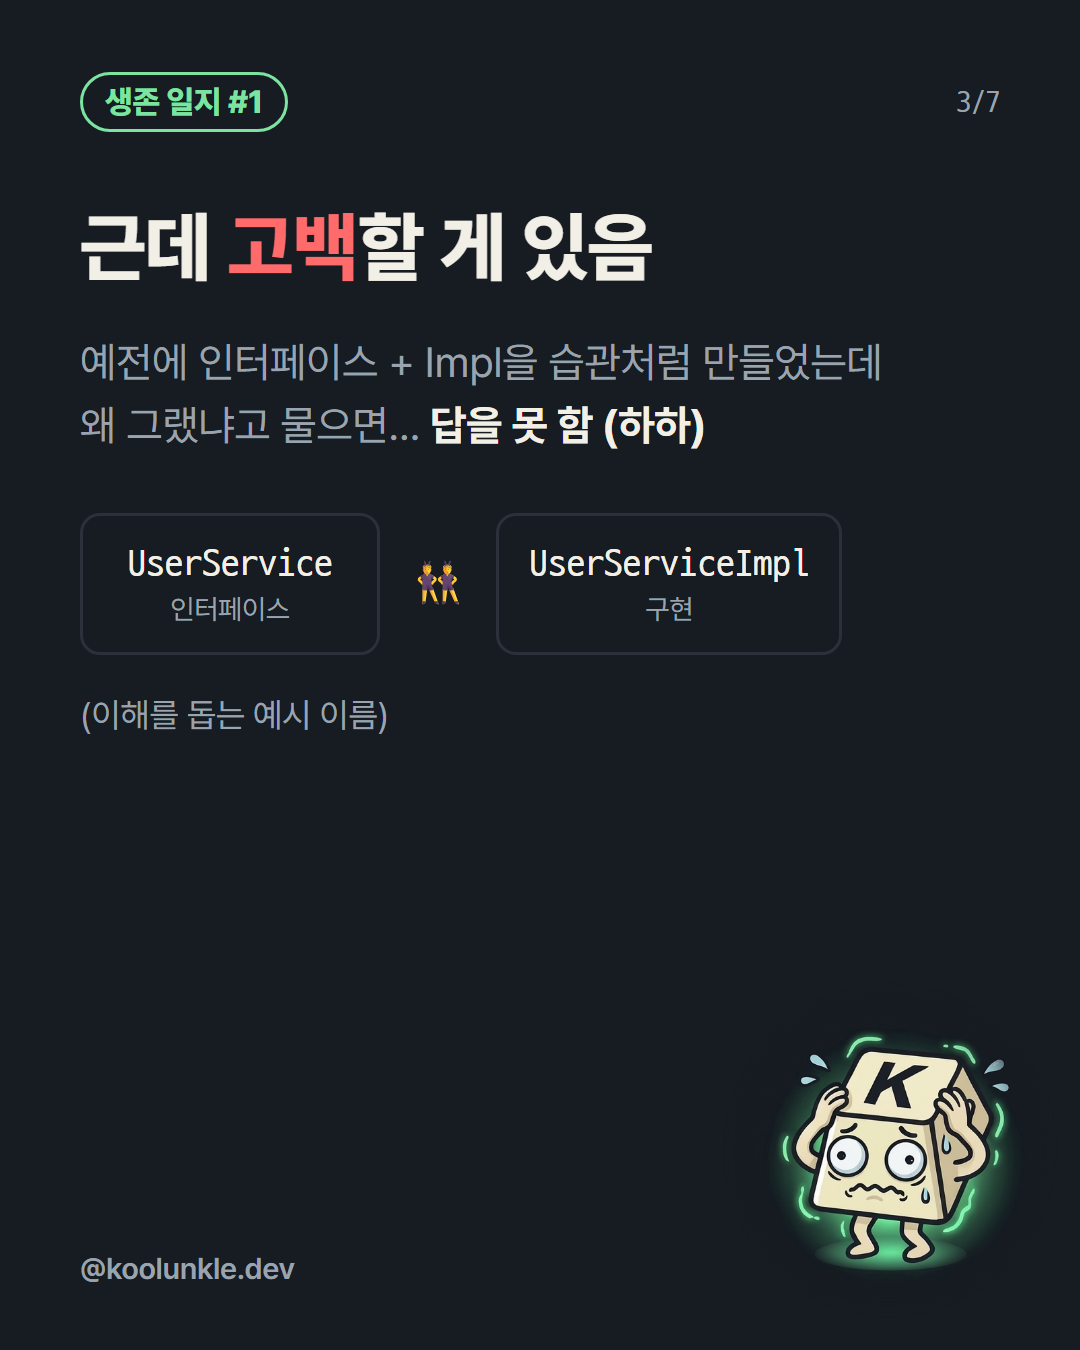 생존 일지 #1
3/7
근데 고백할 게 있음
예전에 인터페이스 + Impl을 습관처럼 만들었는데
왜 그랬냐고 물으면... 답을 못 함 (하하)
UserService
인터페이스
UserServiceImpl
구현
(이해를 돕는 예시 이름)
K
@koolunkle.dev